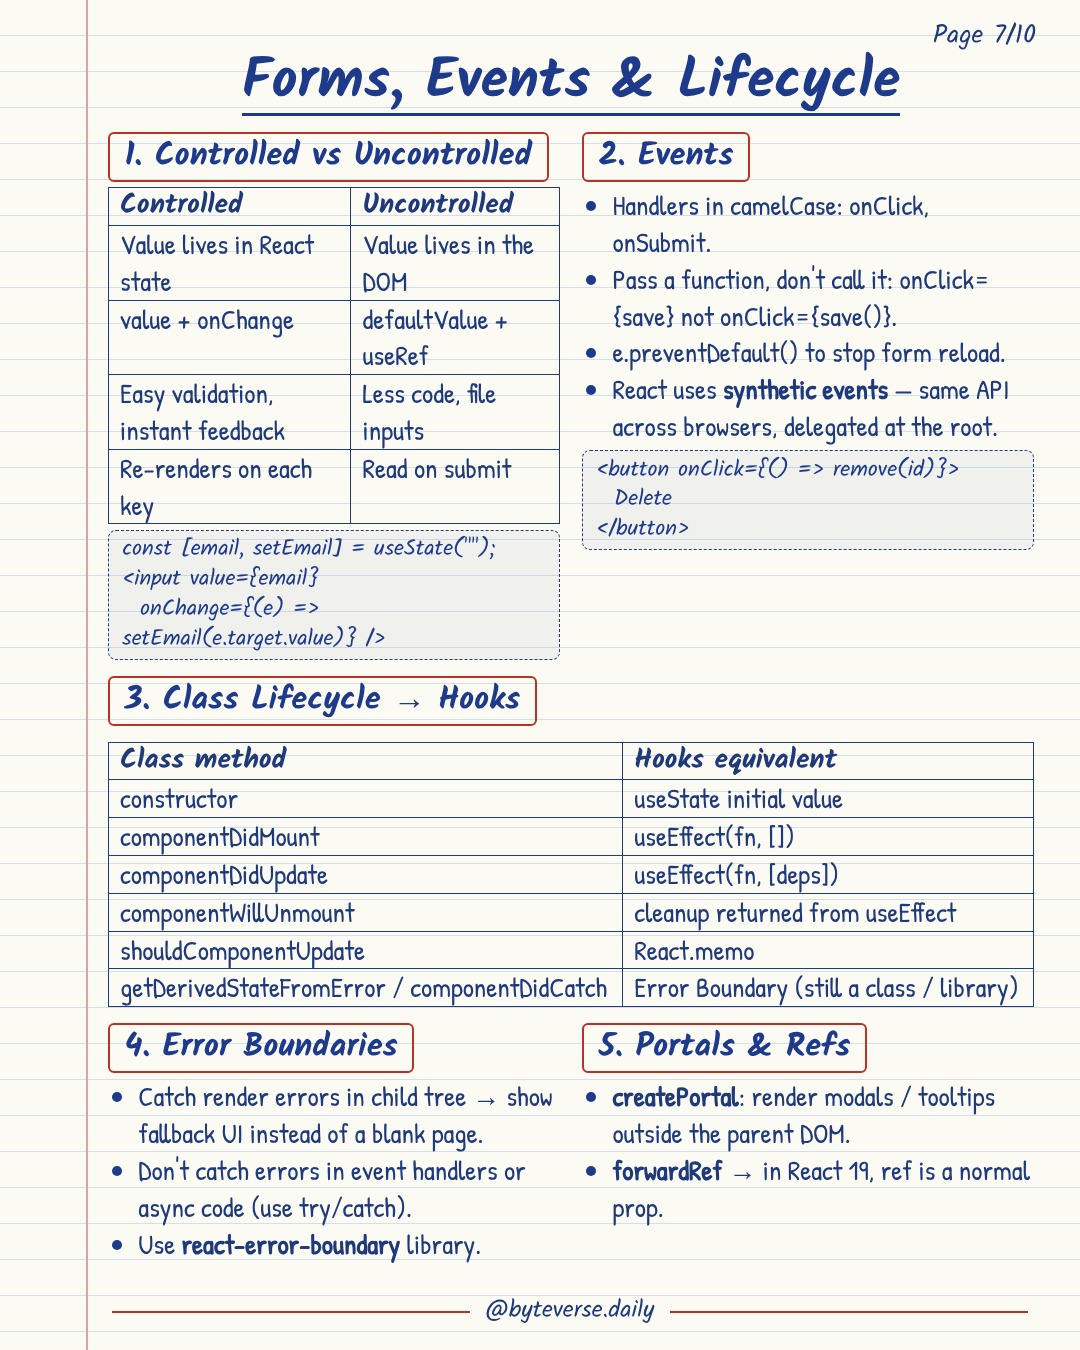 Page 7/10
Forms, Events & Lifecycle
1. Controlled vs Uncontrolled
Controlled Uncontrolled
Value lives in React state
Value lives in the DOM
value + onChange
defaultValue + useRef
Easy validation, instant feedback
Less code, file inputs
Re-renders on each key
Read on submit
const [email, setEmail] = useState("");
<input value={email}
onChange={(e) =>
setEmail(e.target.value)} />
2. Events
Handlers in camelCase: onClick,
onSubmit.
Pass a function, don't call it: onClick=
{save} not onClick={save()}.
e.preventDefault() to stop form reload.
React uses synthetic events — same API
across browsers, delegated at the root.
<button onClick={() => remove(id)}>
Delete
</button>
3. Class Lifecycle → Hooks
Class method Hooks equivalent
constructor useState initial value
componentDidMount useEffect(fn, [])
componentDidUpdate useEffect(fn, [deps])
componentWillUnmount cleanup returned from useEffect
shouldComponentUpdate React.memo
getDerivedStateFromError / componentDidCatch Error Boundary (still a class / library)
4. Error Boundaries
Catch render errors in child tree → show
fallback UI instead of a blank page.
Don't catch errors in event handlers or
async code (use try/catch).
Use react-error-boundary library.
5. Portals & Refs
createPortal: render modals / tooltips
outside the parent DOM.
forwardRef → in React 19, ref is a normal
prop.
@byteverse.daily